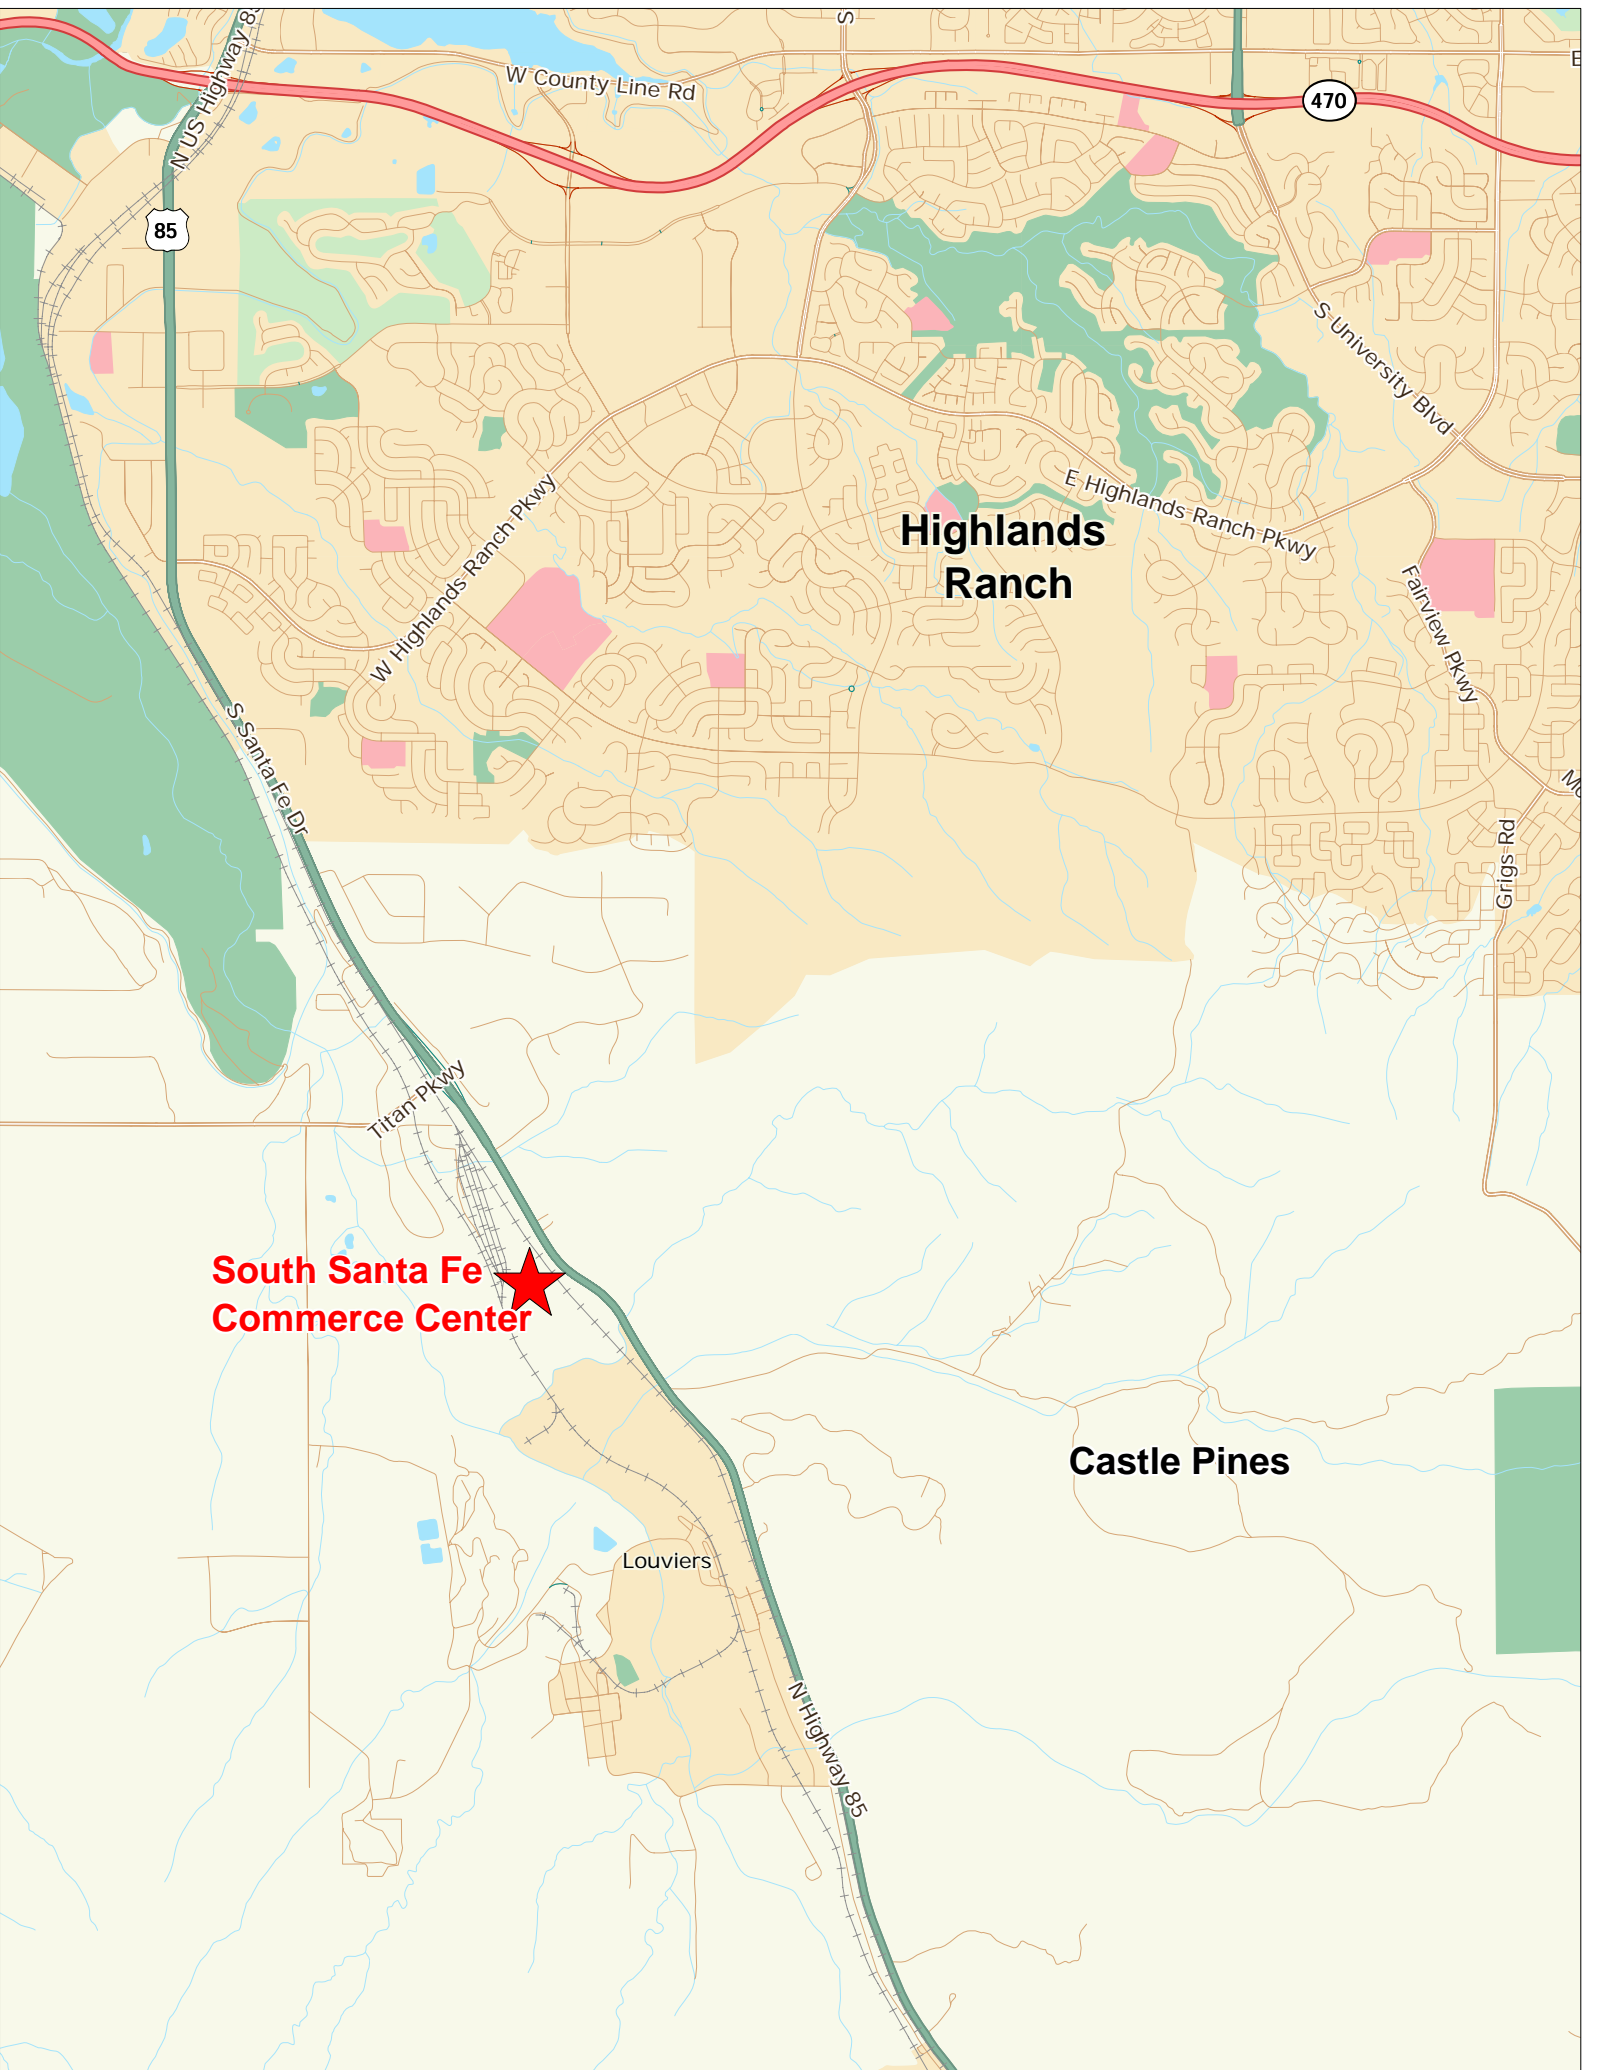 N US Highway 85
S
W County Line Rd
E
470
85
S University Blvd
E Highlands Ranch Pkwy
W Highlands Ranch Pkwy
Highlands
Ranch
Fairview Pkwy
S Santa Fe Dr
Grigs Rd
Titan Pkwy
South Santa Fe
Commerce Center
Castle Pines
Louviers
N Highway 85